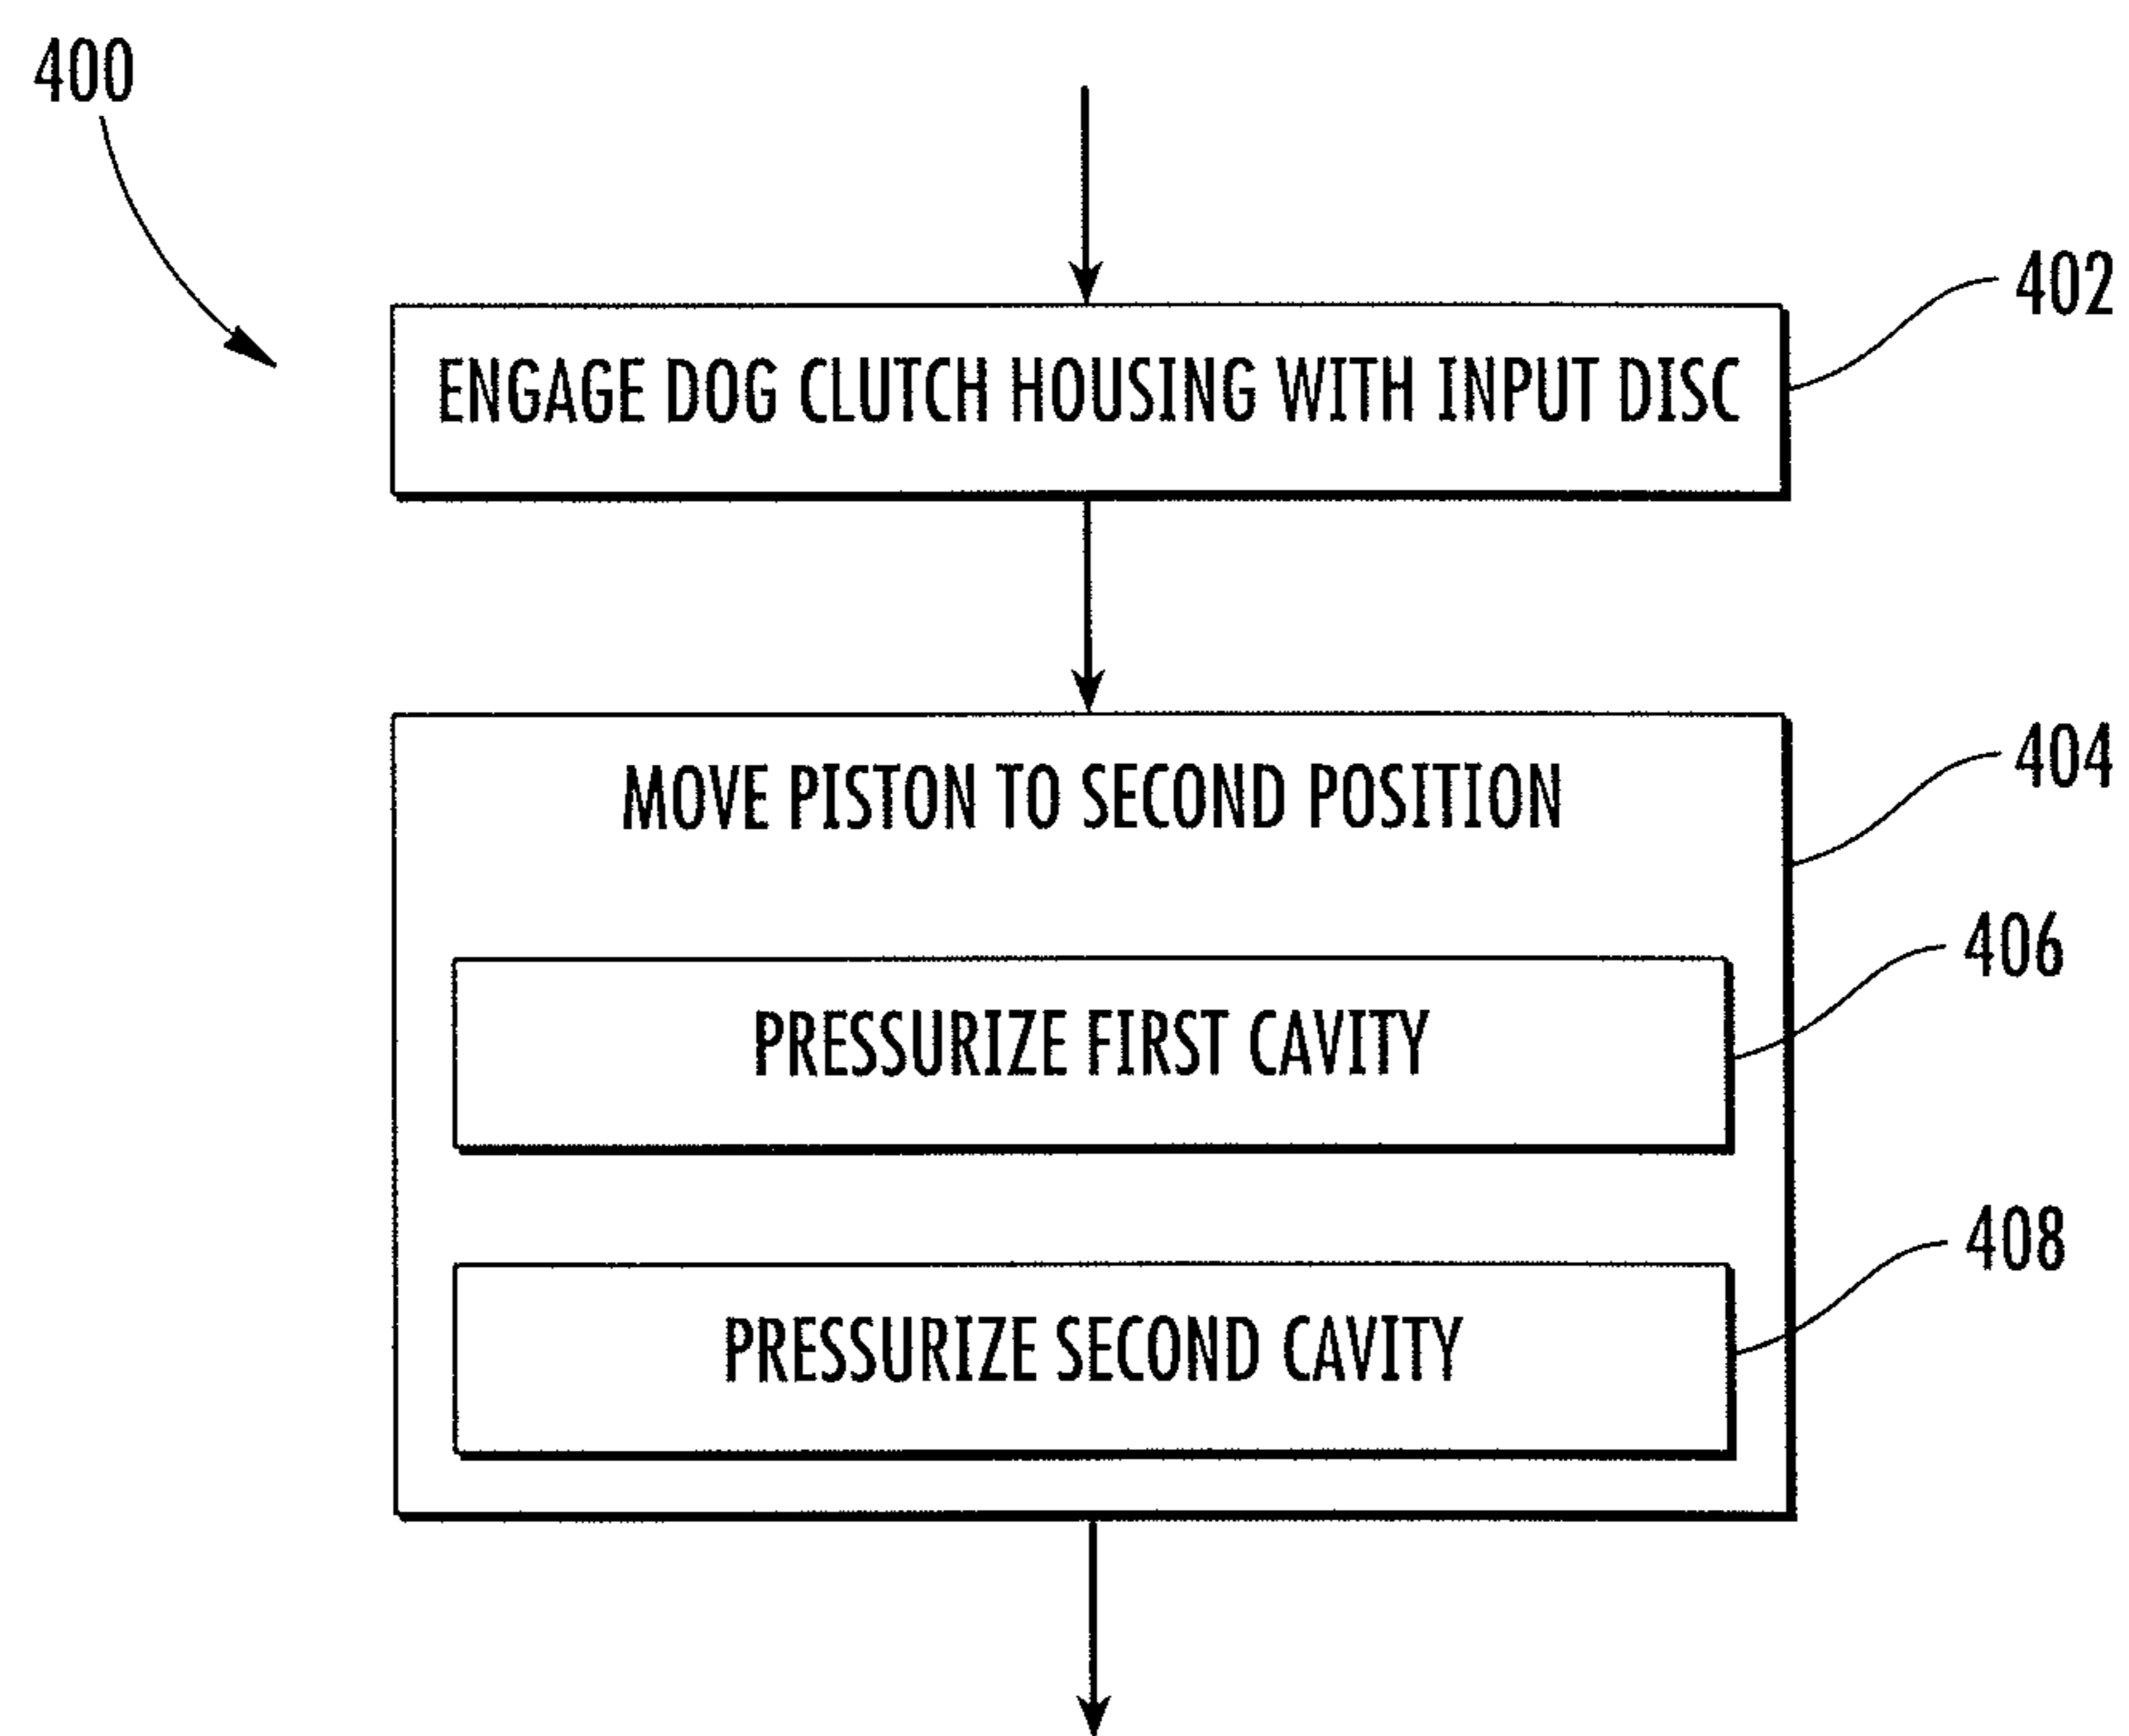 400
402
ENGAGE DOG CLUTCH HOUSING WITH INPUT DISC
404
MOVE PISTON TO SECOND POSITION
406
PRESSURIZE FIRST CAVITY
408
PRESSURIZE SECOND CAVITY